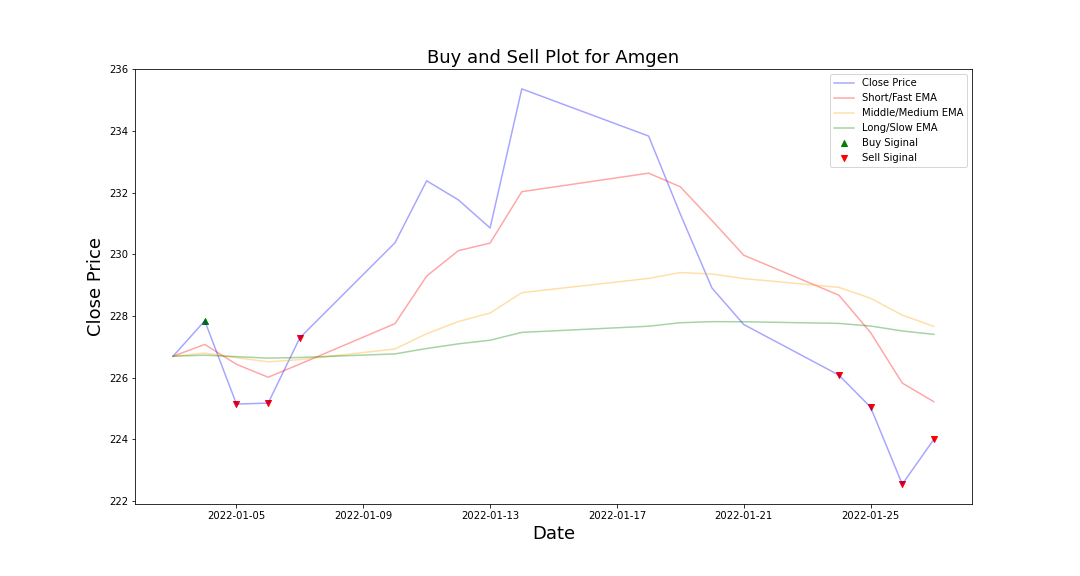 Buy and Sell Plot for Amgen
Close Price
Short/Fast EMA
Middle/Medium EMA
Long/Slow EMA
Buy Siginal
Sell Siginal
236
234
232
230
228
226
224
222
Close Price
2022-01-05 2022-01-09 2022-01-13 2022-01-17 2022-01-21 2022-01-25
Date